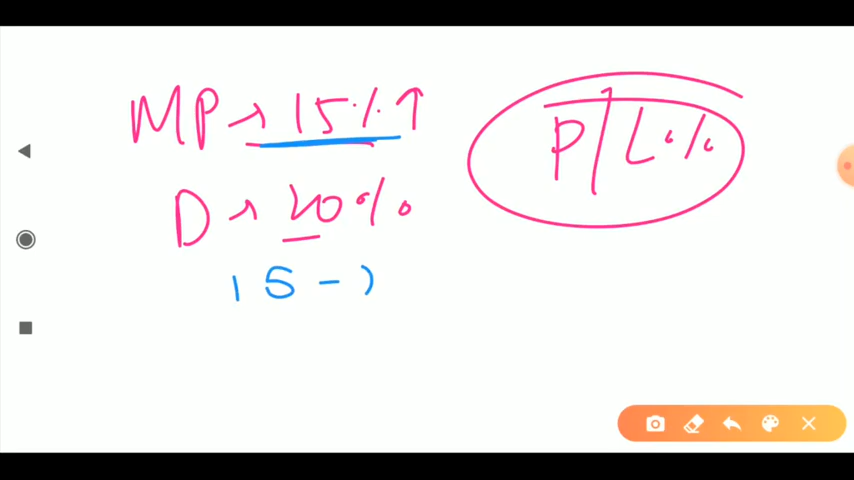 MP → 15% ↑
P/L%
D → 20%
15 -